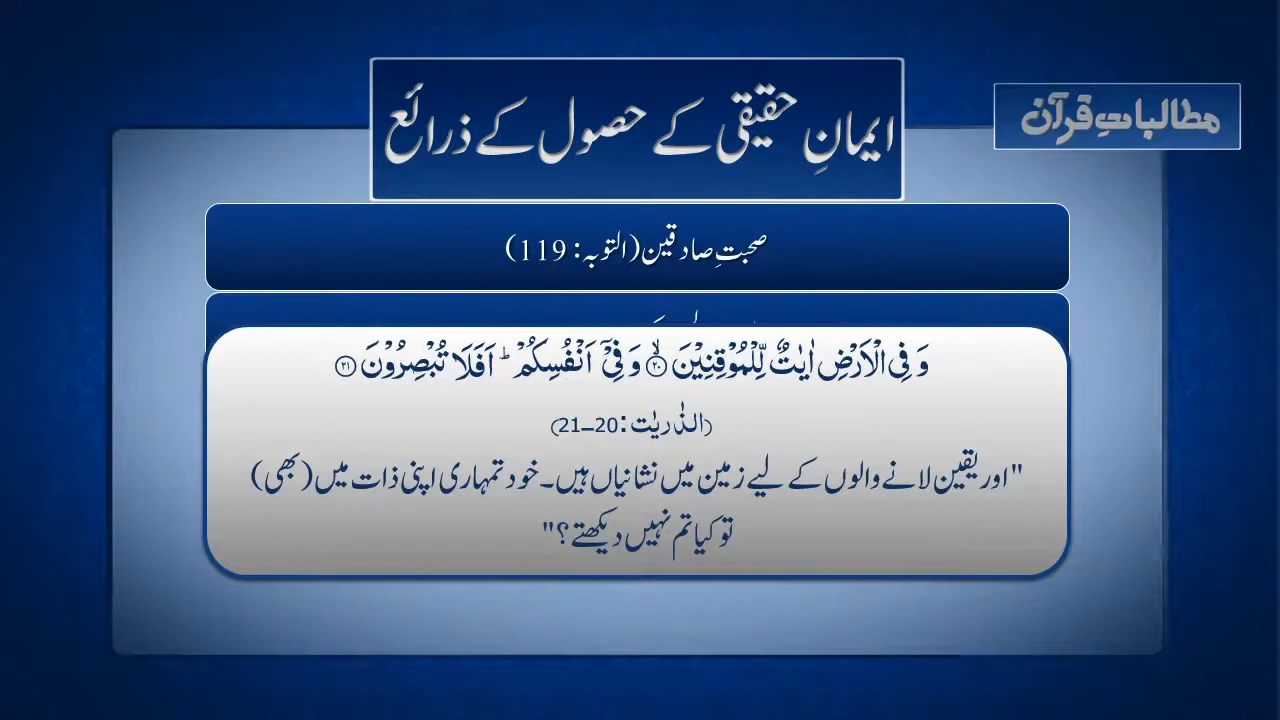 ایمانِ حقیقی کے حصول کے ذرائع
مطالباتِ قرآن
صحبتِ صادقین (التوبہ: 119)
وَ فِی الْاَرْضِ اٰیٰتٌ لِّلْمُوْقِنِیْنَ ۙ﴿۲۰﴾ وَ فِیْۤ اَنْفُسِكُمْ ؕ اَفَلَا تُبْصِرُوْنَ ﴿۲۱﴾
(الذٰریٰت: 20-21)
"اور یقین لانے والوں کے لیے زمین میں نشانیاں ہیں۔ خود تمہاری اپنی ذات میں (بھی)
تو کیا تم نہیں دیکھتے؟"